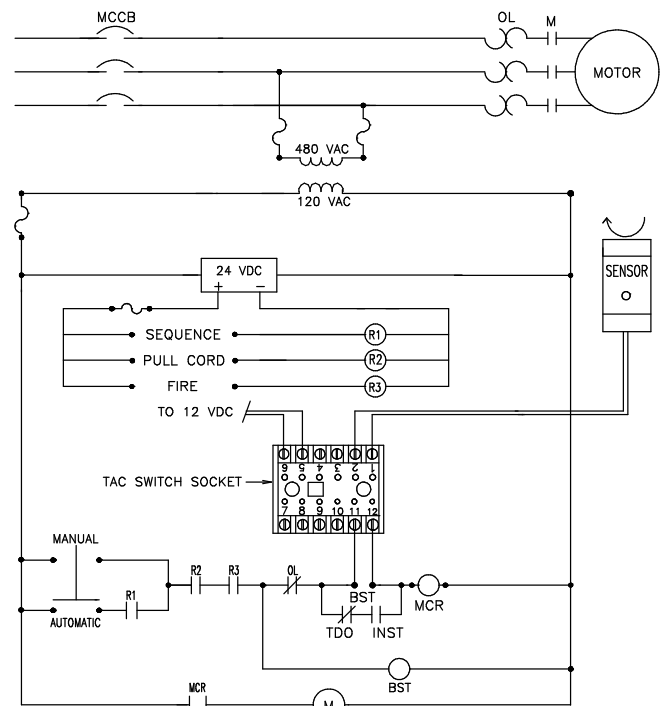 MCCB
OL
M
MOTOR
480 VAC
120 VAC
24 VDC
+ −
SENSOR
SEQUENCE
R1
PULL CORD
R2
FIRE
R3
TO 12 VDC
6 5 4 3 2 1
TAC SWITCH SOCKET
7 8 9 10 11 12
MANUAL
R2
R3
OL
R1
BST
MCR
AUTOMATIC
TDO
INST
MCR
BST
M